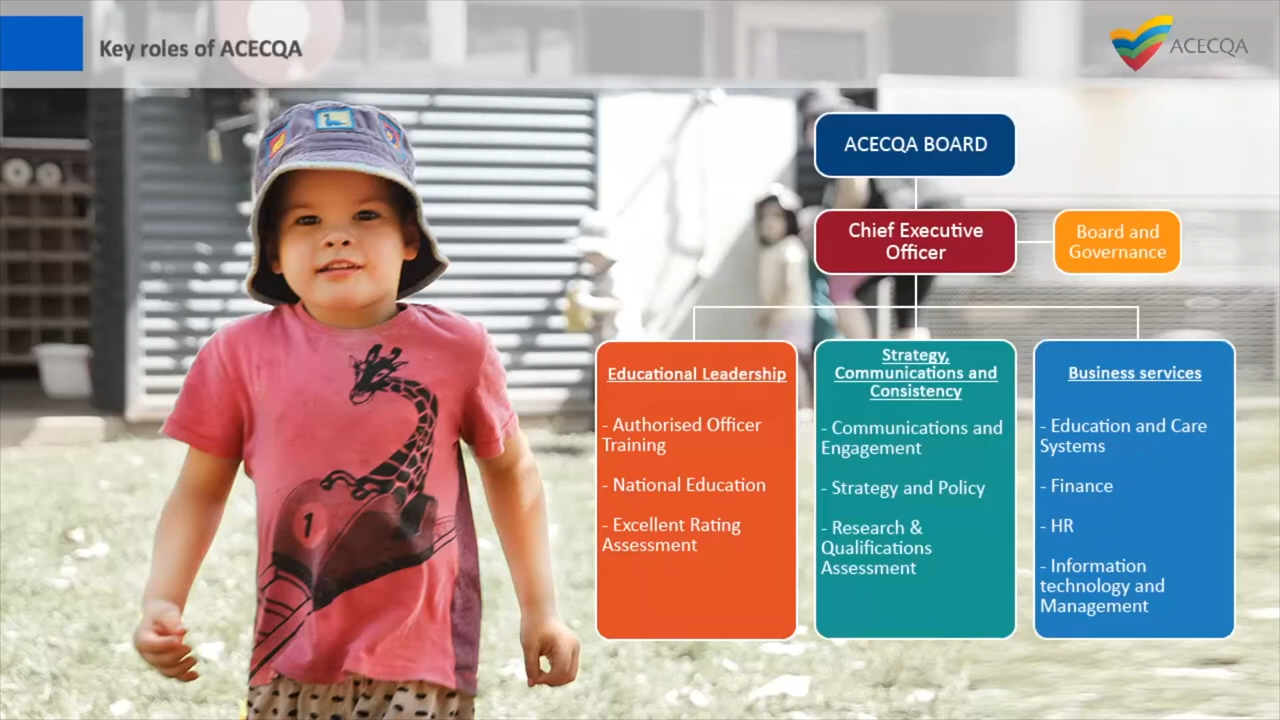 Key roles of ACECQA
ACECQA
ACECQA BOARD
Chief Executive
Officer
Board and
Governance
Educational Leadership
- Authorised Officer
Training
- National Education
- Excellent Rating
Assessment
Strategy,
Communications and
Consistency
- Communications and
Engagement
- Strategy and Policy
- Research &
Qualifications
Assessment
Business services
- Education and Care
Systems
- Finance
- HR
- Information
technology and
Management
1